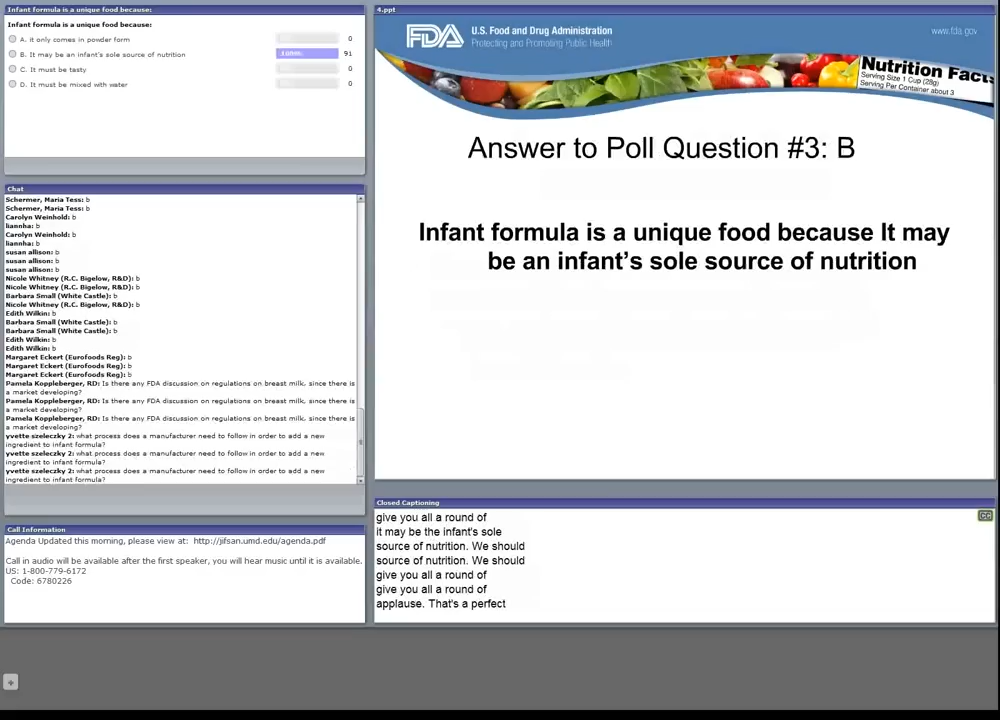 Infant formula is a unique food because:
Infant formula is a unique food because:
A. it only comes in powder form 0
B. It may be an infant's sole source of nutrition 91
C. It must be tasty 0
D. It must be mixed with water 0
Chat
Schermer, Maria Tess: b
Schermer, Maria Tess: b
Carolyn Weinhold: b
liannha: b
Carolyn Weinhold: b
liannha: b
susan allison: b
susan allison: b
susan allison: b
Nicole Whitney (R.C. Bigelow, R&D): b
Nicole Whitney (R.C. Bigelow, R&D): b
Barbara Small (White Castle): b
Nicole Whitney (R.C. Bigelow, R&D): b
Edith Wilkin: b
Barbara Small (White Castle): b
Barbara Small (White Castle): b
Edith Wilkin: b
Edith Wilkin: b
Margaret Eckert (Eurofoods Reg): b
Margaret Eckert (Eurofoods Reg): b
Margaret Eckert (Eurofoods Reg): b
Pamela Koppleberger, RD: Is there any FDA discussion on regulations on breast milk, since there is
a market developing?
Pamela Koppleberger, RD: Is there any FDA discussion on regulations on breast milk, since there is
a market developing?
Pamela Koppleberger, RD: Is there any FDA discussion on regulations on breast milk, since there is
a market developing?
yvette szeleczky 2: what process does a manufacturer need to follow in order to add a new
ingredient to infant formula?
yvette szeleczky 2: what process does a manufacturer need to follow in order to add a new
ingredient to infant formula?
yvette szeleczky 2: what process does a manufacturer need to follow in order to add a new
ingredient to infant formula?
Call Information
Agenda Updated this morning, please view at: http://jifsan.umd.edu/agenda.pdf
Call in audio will be available after the first speaker, you will hear music until it is available.
US: 1-800-779-6172
Code: 6780226
4.ppt
FDA U.S. Food and Drug Administration
Protecting and Promoting Public Health
www.fda.gov
Nutrition Facts
Serving Size 1 Cup (28g)
Serving Per Container about 3
Answer to Poll Question #3: B
Infant formula is a unique food because It may
be an infant’s sole source of nutrition
Closed Captioning
CC
give you all a round of
it may be the infant's sole
source of nutrition. We should
source of nutrition. We should
give you all a round of
give you all a round of
applause. That's a perfect